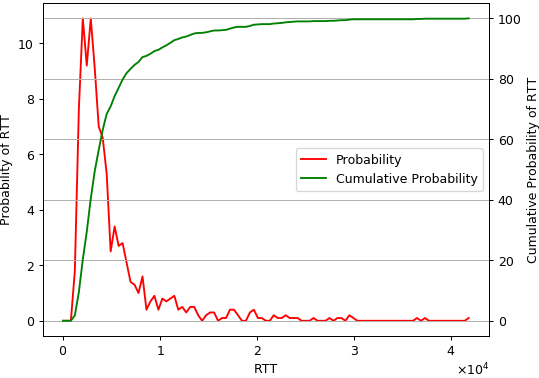 Probability of RTT
10
8
6
4
2
0
100
80
60
40
20
0
Cumulative Probability of RTT
Probability
Cumulative Probability
0 1 2 3 4
RTT
×10⁴